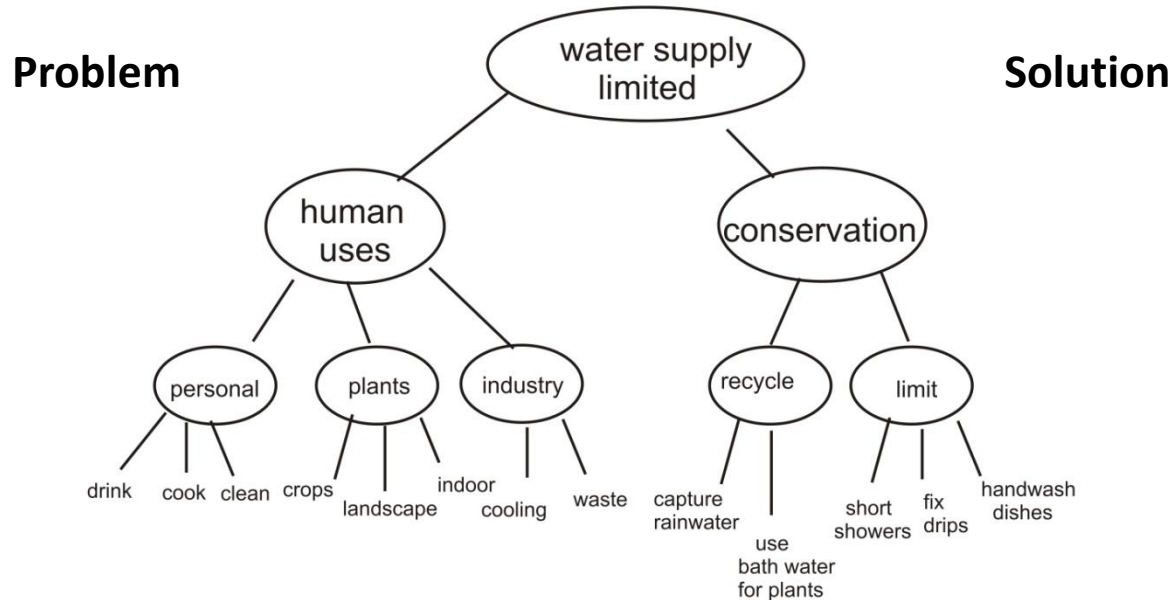 Problem
water supply
limited
Solution
human
uses
conservation
personal
plants
industry
recycle
limit
drink
cook
clean
crops
landscape
indoor
cooling
waste
capture
rainwater
use
bath water
for plants
short
showers
fix
drips
handwash
dishes